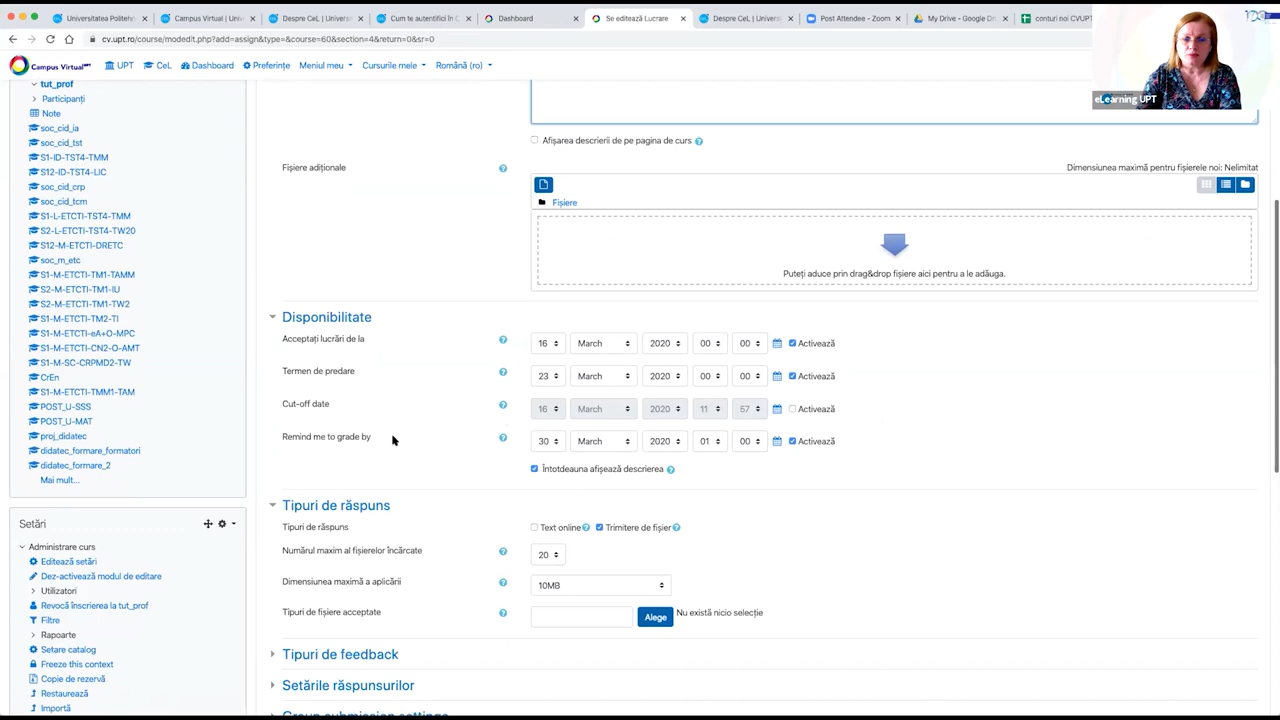 Universitatea Politehn
Campus Virtual | Univ
Despre CeL | Universi
Cum te autentifici în C
Dashboard
Se editează Lucrare
Despre CeL | Univers
Post Attendee - Zoom
My Drive - Google Dr
conturi noi CVUPT
cv.upt.ro/course/modedit.php?add=assign&type=&course=60&section=4&return=0&sr=0
Campus Virtual UPT
UPT
CeL
Dashboard
Preferințe
Meniul meu
Cursurile mele
Română (ro)
eLearning UPT
tut_prof
Participanți
Note
soc_cid_ia
soc_cid_tst
S1-ID-TST4-TMM
S12-ID-TST4-LIC
soc_cid_crp
soc_cid_tcm
S1-L-ETCTI-TST4-TMM
S2-L-ETCTI-TST4-TW20
S12-M-ETCTI-DRETC
soc_m_etc
S1-M-ETCTI-TM1-TAMM
S2-M-ETCTI-TM1-IU
S2-M-ETCTI-TM1-TW2
S1-M-ETCTI-TM2-TI
S1-M-ETCTI-eA+O-MPC
S1-M-ETCTI-CN2-O-AMT
S1-M-SC-CRPMD2-TW
CrEn
S1-M-ETCTI-TMM1-TAM
POST_U-SSS
POST_U-MAT
proj_didatec
didatec_formare_formatori
didatec_formare_2
Mai mult...
Setări
Administrare curs
Editează setări
Dez-activează modul de editare
Utilizatori
Revocă înscrierea la tut_prof
Filtre
Rapoarte
Setare catalog
Freeze this context
Copie de rezervă
Restaurează
Importă
Afișarea descrierii de pe pagina de curs
Fișiere adiționale
Dimensiunea maximă pentru fișierele noi: Nelimitat
Fișiere
Puteți aduce prin drag&drop fișiere aici pentru a le adăuga.
Disponibilitate
Acceptați lucrări de la 16 March 2020 00 00 Activează
Termen de predare 23 March 2020 00 00 Activează
Cut-off date 16 March 2020 11 57 Activează
Remind me to grade by 30 March 2020 01 00 Activează
Întotdeauna afișează descrierea
Tipuri de răspuns
Tipuri de răspuns Text online Trimitere de fișier
Numărul maxim al fișierelor încărcate 20
Dimensiunea maximă a aplicării 10MB
Tipuri de fișiere acceptate Alege Nu există nicio selecție
Tipuri de feedback
Setările răspunsurilor
Group submission settings